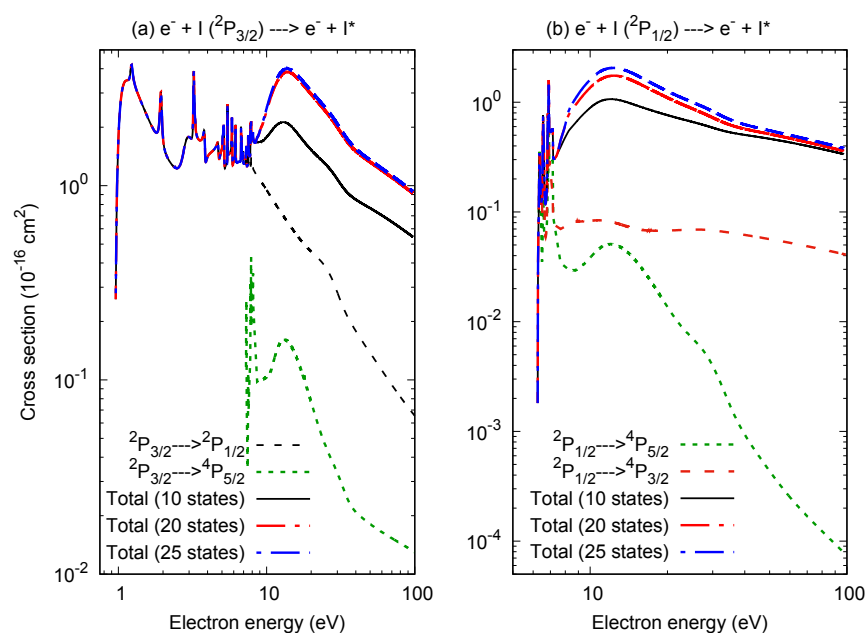 (a) e⁻ + I (²P₃/₂) ---> e⁻ + I*
(b) e⁻ + I (²P₁/₂) ---> e⁻ + I*
Cross section (10⁻¹⁶ cm²)
10⁰
10⁻¹
10⁻²
²P₃/₂--->²P₁/₂
²P₃/₂--->⁴P₅/₂
Total (10 states)
Total (20 states)
Total (25 states)
1 10 100
Electron energy (eV)
10⁰
10⁻¹
10⁻²
10⁻³
10⁻⁴
²P₁/₂--->⁴P₅/₂
²P₁/₂--->⁴P₃/₂
Total (10 states)
Total (20 states)
Total (25 states)
10 100
Electron energy (eV)